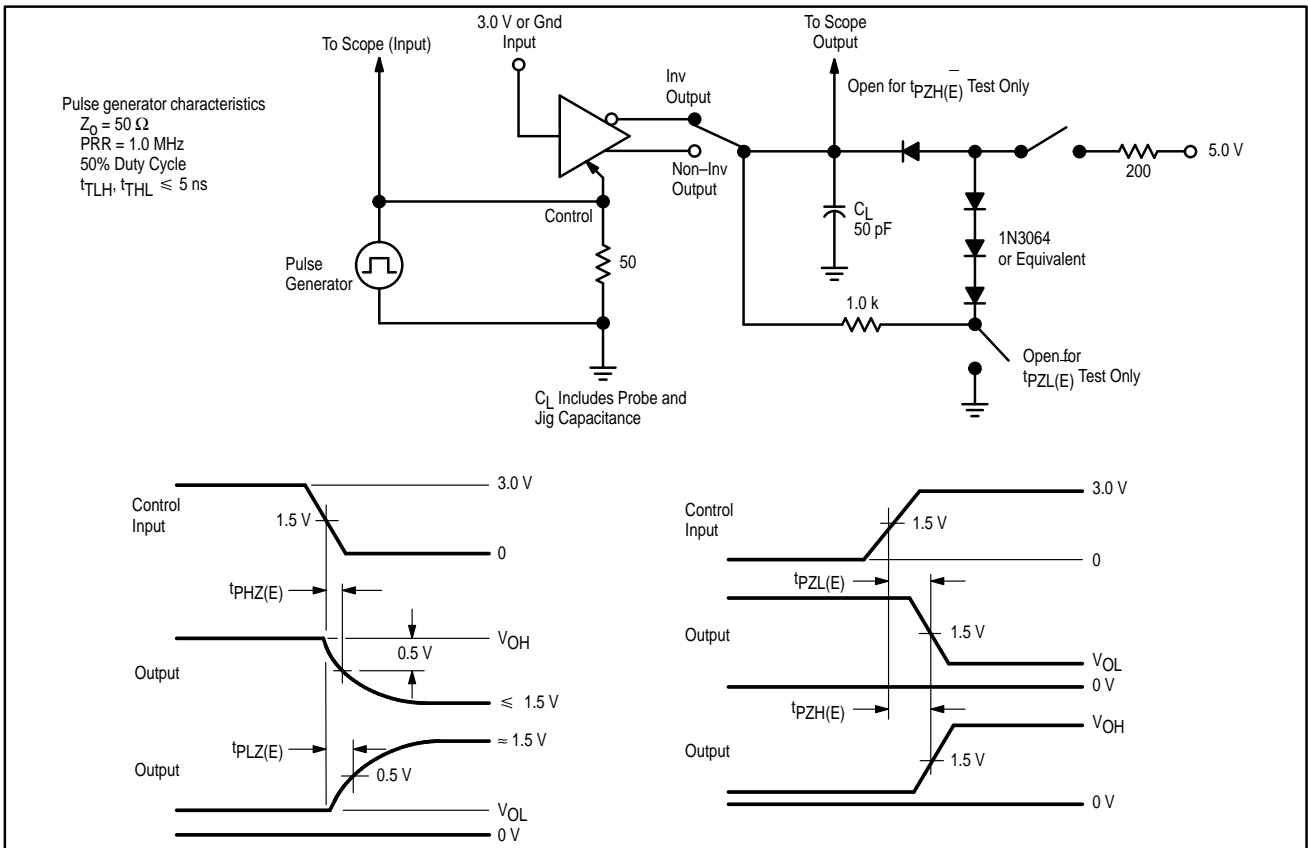 3.0 V or Gnd
Input
To Scope
Output
To Scope (Input)
Inv
Output
Open for tPZH(E̅) Test Only
Pulse generator characteristics
ZO = 50 Ω
PRR = 1.0 MHz
50% Duty Cycle
tTLH, tTHL ≤ 5 ns
5.0 V
200
Non–Inv
Output
Control
CL
50 pF
1N3064
or Equivalent
Pulse
Generator
50
1.0 k
Open for
tPZL(E̅) Test Only
CL Includes Probe and
Jig Capacitance
Control
Input
3.0 V
1.5 V
0
tPHZ(E)
Output
VOH
0.5 V
≤ 1.5 V
tPLZ(E)
Output
≈ 1.5 V
0.5 V
VOL
0 V
Control
Input
3.0 V
1.5 V
0
tPZL(E)
Output
1.5 V
VOL
0 V
tPZH(E)
Output
VOH
1.5 V
0 V